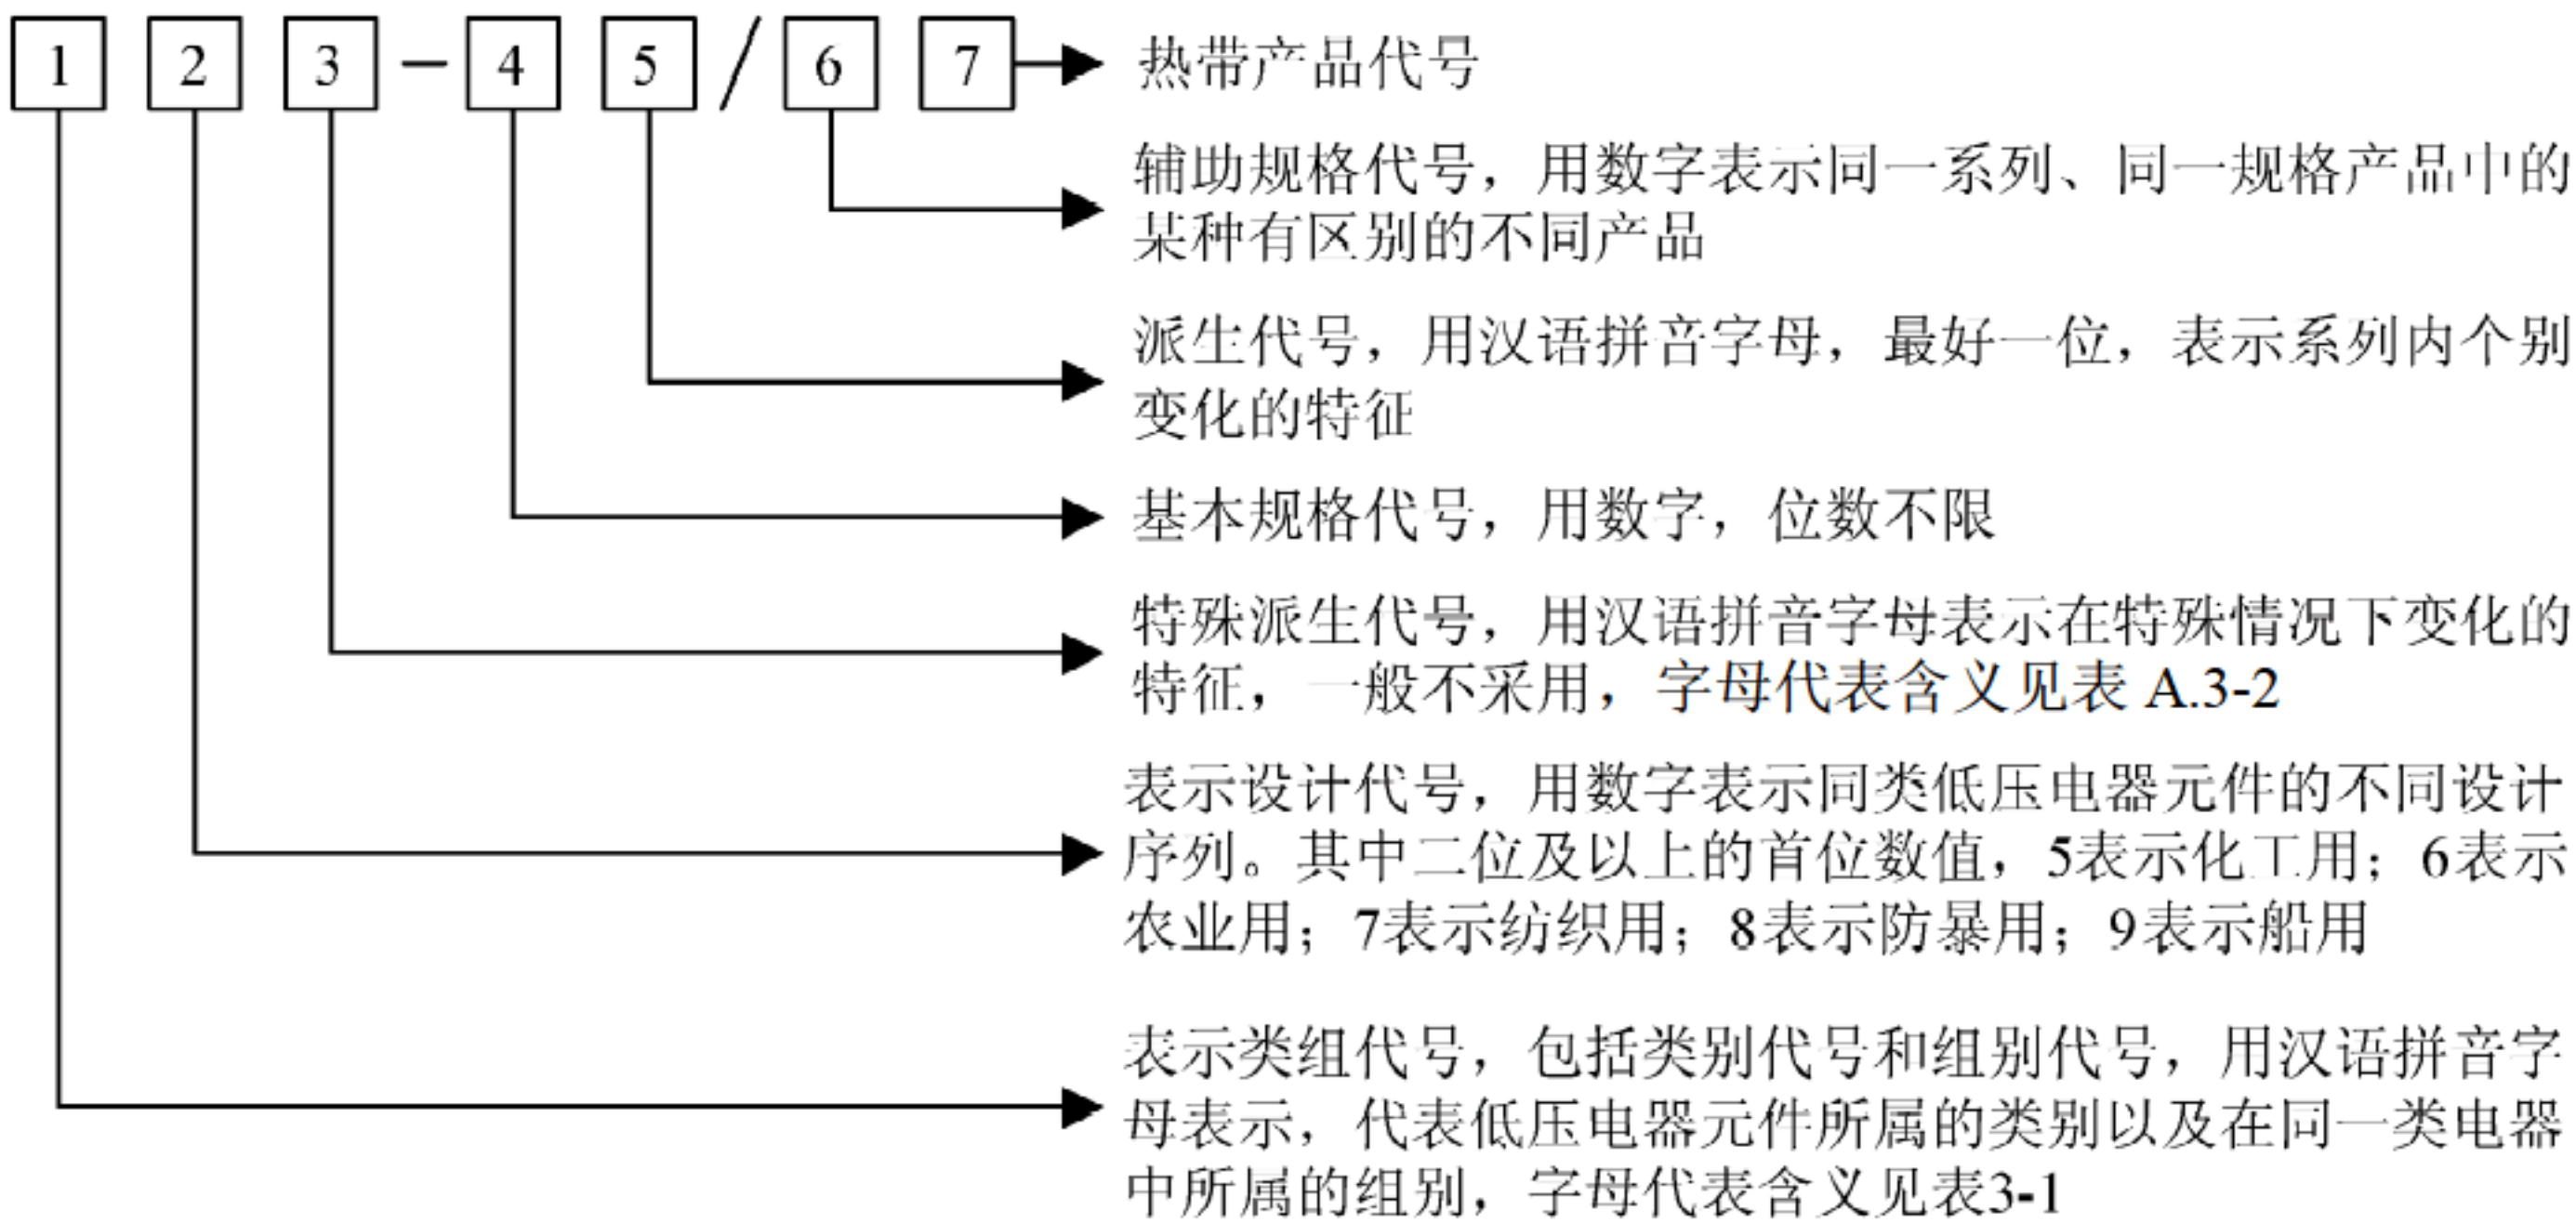 1 2 3 - 4 5 / 6 7 热带产品代号
辅助规格代号，用数字表示同一系列、同一规格产品中的
某种有区别的不同产品
派生代号，用汉语拼音字母，最好一位，表示系列内个别
变化的特征
基本规格代号，用数字，位数不限
特殊派生代号，用汉语拼音字母表示在特殊情况下变化的
特征，一般不采用，字母代表含义见表 A.3-2
表示设计代号，用数字表示同类低压电器元件的不同设计
序列。其中二位及以上的首位数值，5表示化工用；6表示
农业用；7表示纺织用；8表示防暴用；9表示船用
表示类组代号，包括类别代号和组别代号，用汉语拼音字
母表示，代表低压电器元件所属的类别以及在同一类电器
中所属的组别，字母代表含义见表3-1